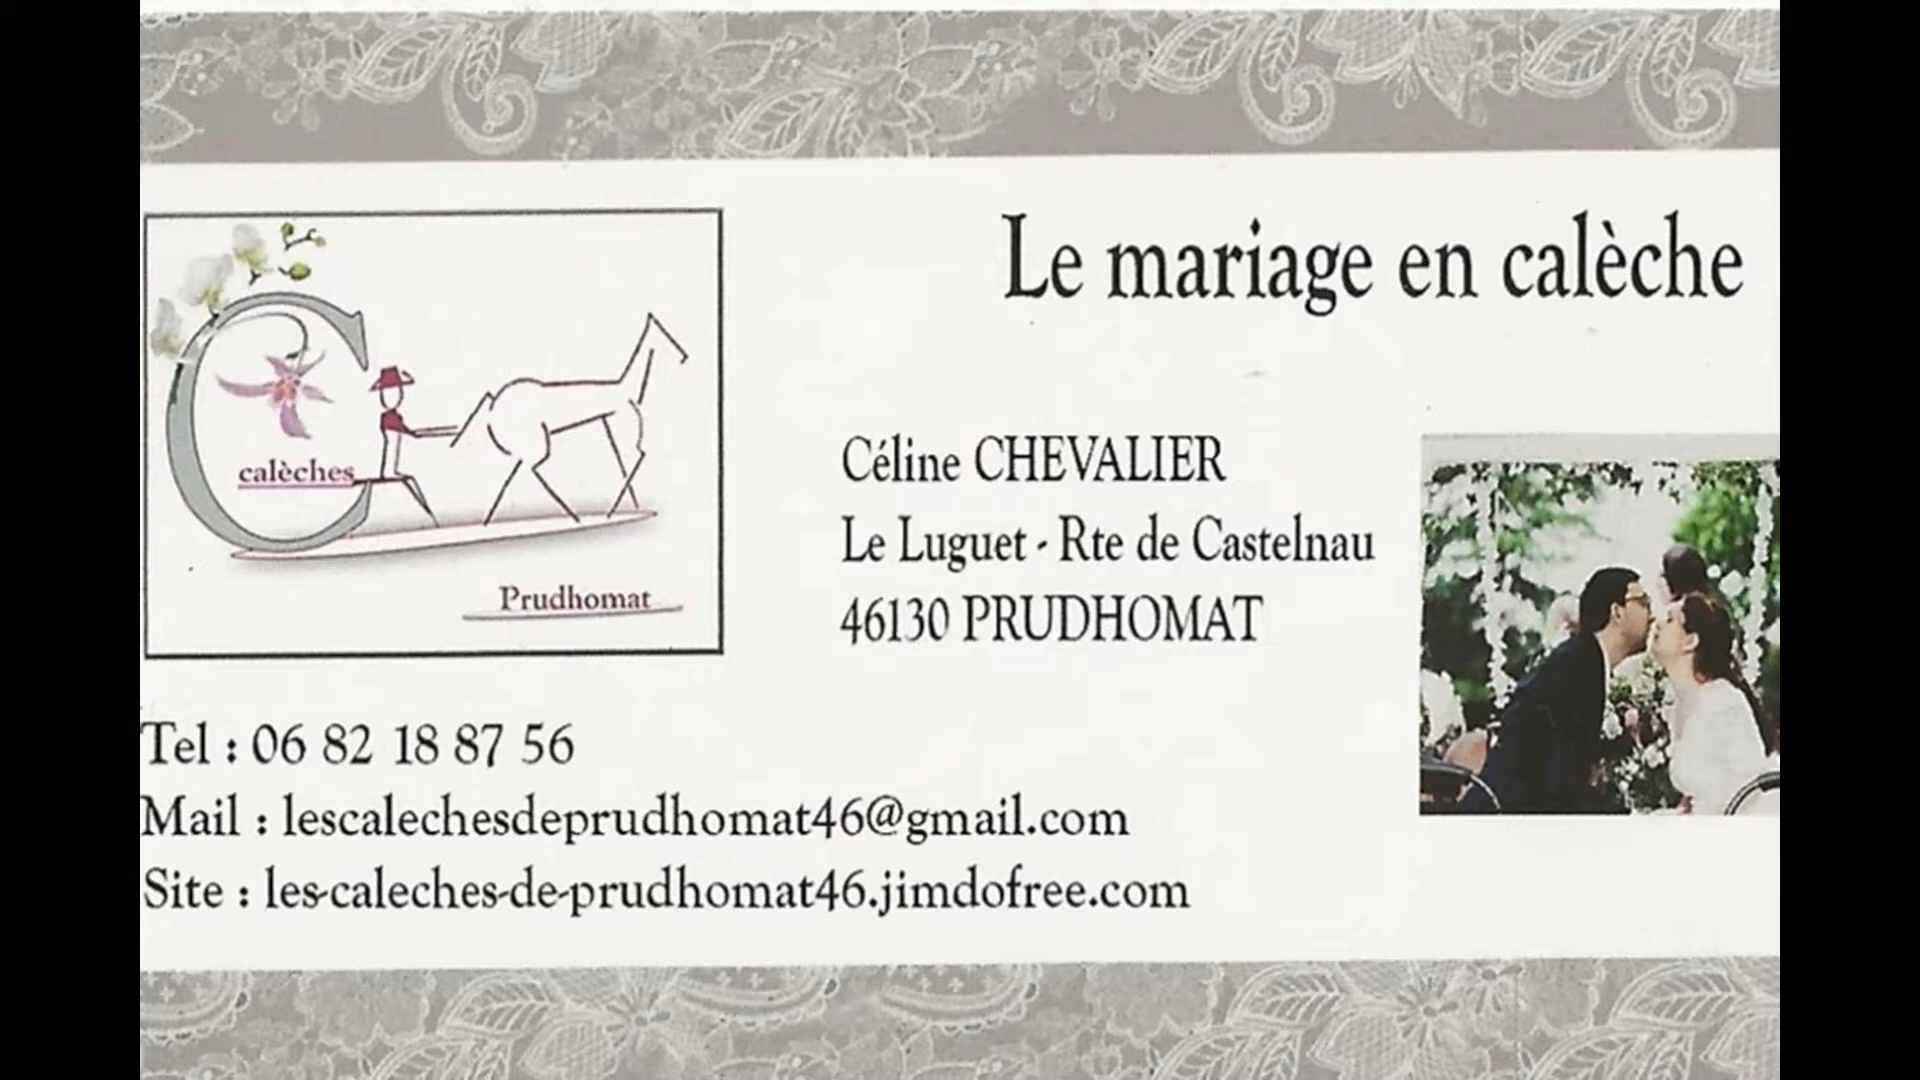 Le mariage en calèche
calèches
Prudhomat
Céline CHEVALIER
Le Luguet - Rte de Castelnau
46130 PRUDHOMAT
Tel : 06 82 18 87 56
Mail : lescalechesdeprudhomat46@gmail.com
Site : les-caleches-de-prudhomat46.jimdofree.com